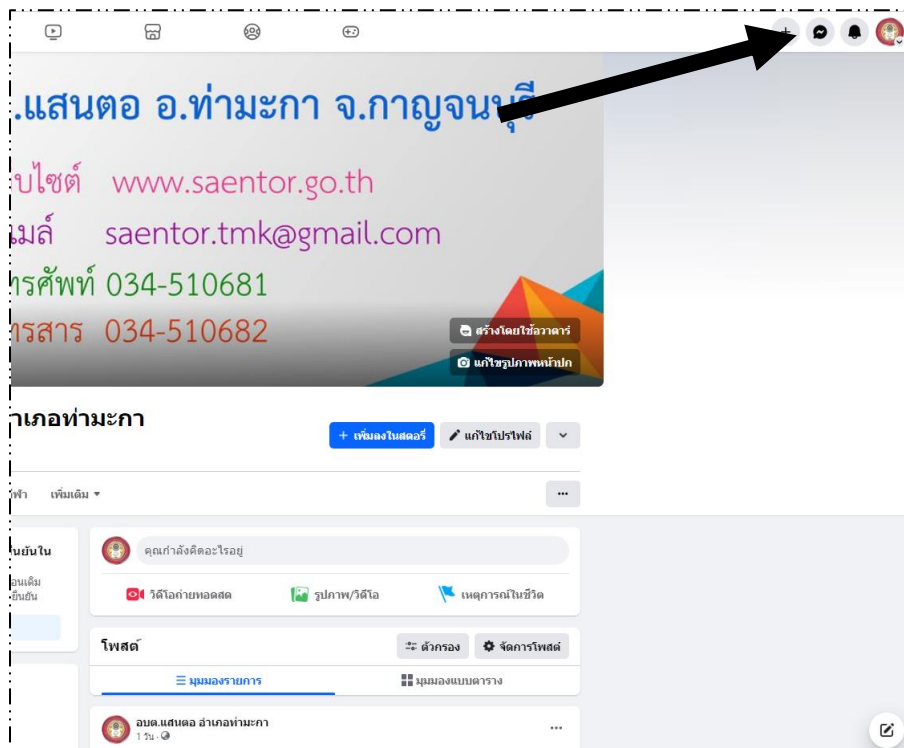 .แสนตอ อ.ท่ามะกา จ.กาญจนบุรี
บไซต์ www.saentor.go.th
เมล์ saentor.tmk@gmail.com
ทรศัพท์ 034-510681
ทรสาร 034-510682
สร้างโดยใช้อวาตาร์
แก้ไขรูปภาพหน้าปก
าเภอท่ามะกา
+ เพิ่มลงในสตอรี่ แก้ไขโปรไฟล์
ฬา เพิ่มเติม
คุณกำลังคิดอะไรอยู่
วิดีโอถ่ายทอดสด รูปภาพ/วิดีโอ เหตุการณ์ในชีวิต
โพสต์ ตัวกรอง จัดการโพสต์
มุมมองรายการ มุมมองแบบตาราง
อบต.แสนตอ อำเภอท่ามะกา
1 วัน ·